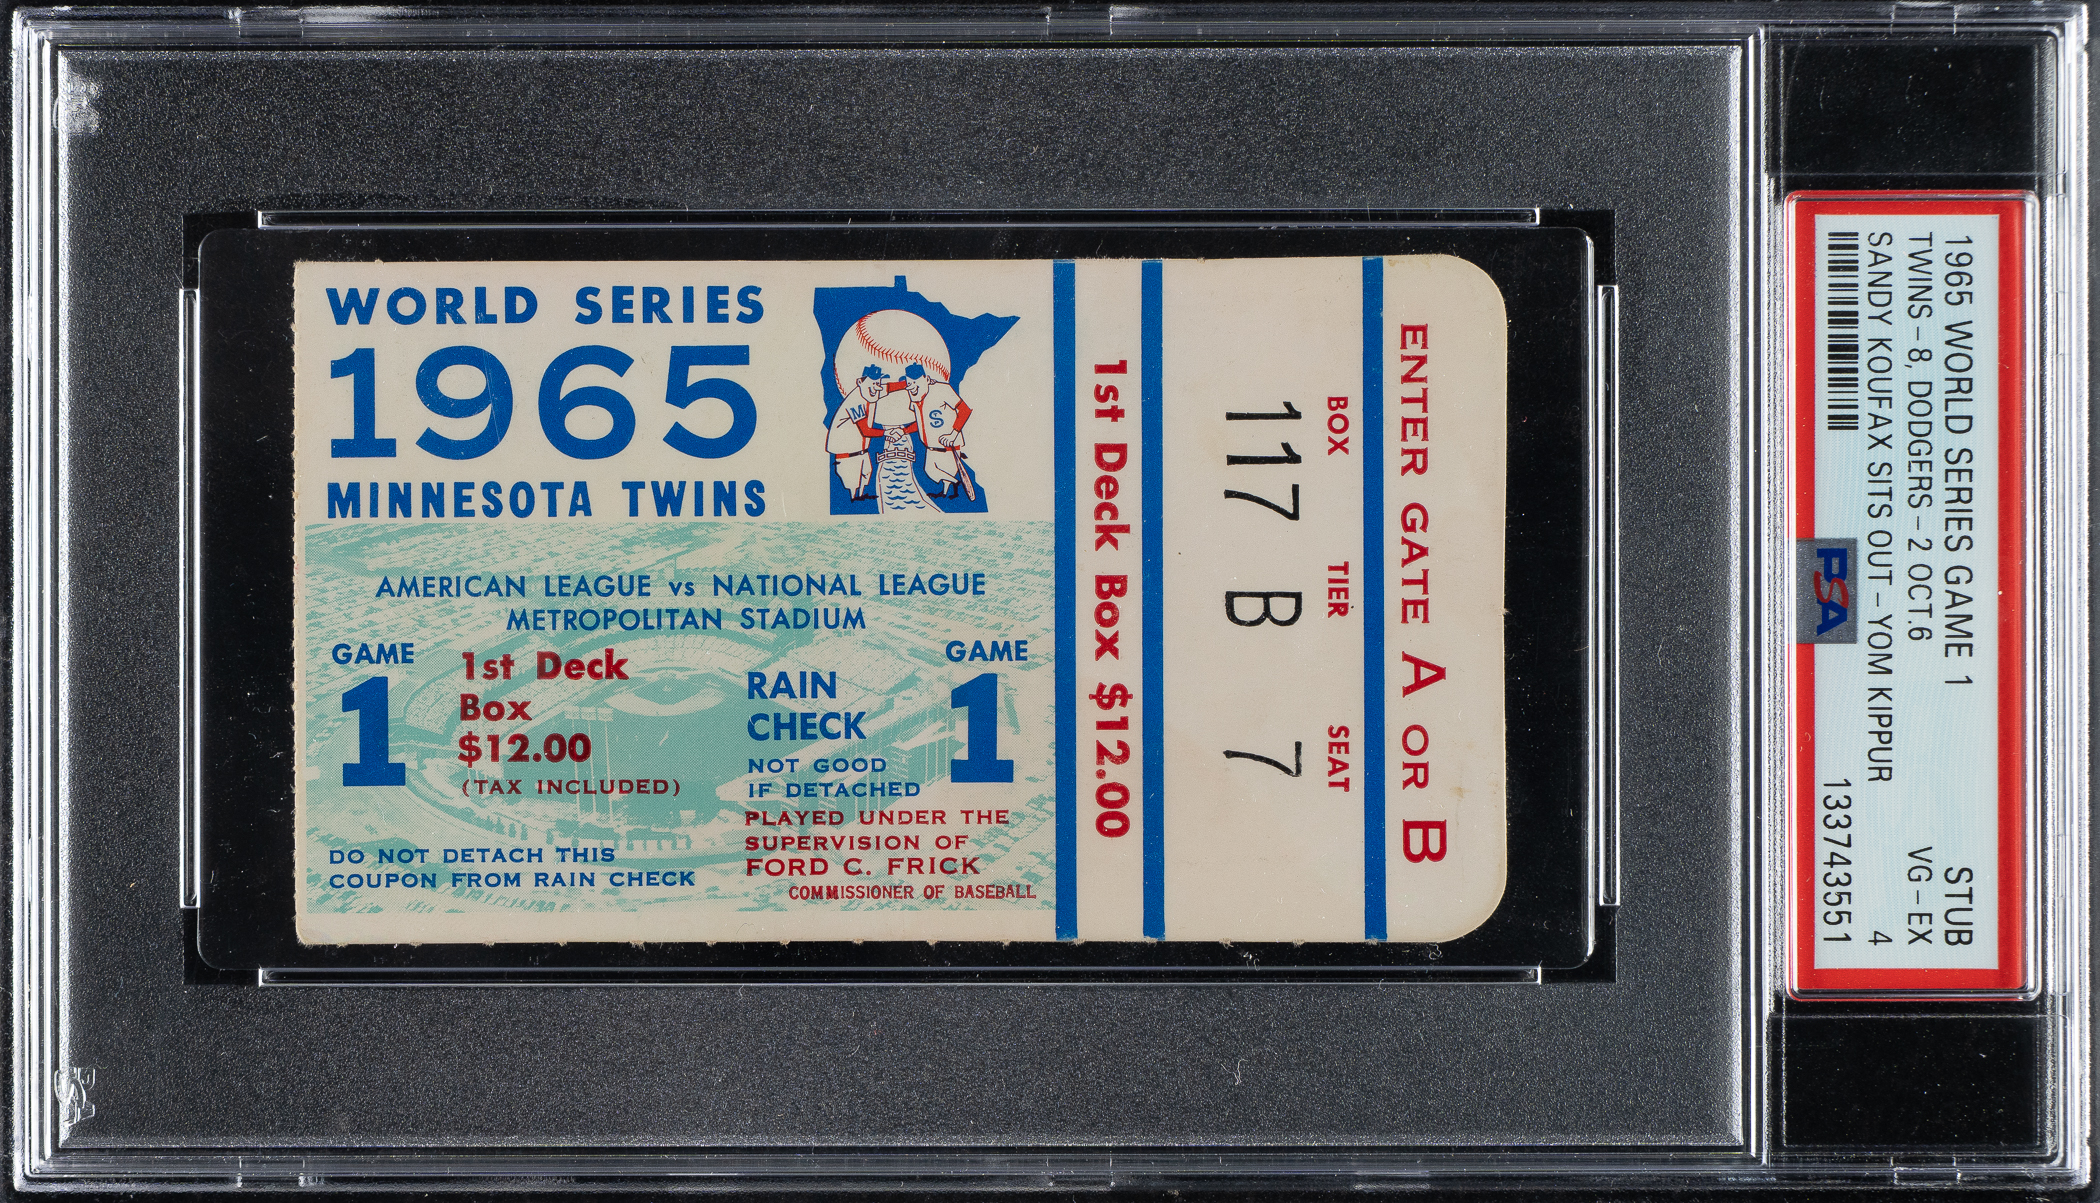 WORLD SERIES
1965
MINNESOTA TWINS
M
S
AMERICAN LEAGUE vs NATIONAL LEAGUE
METROPOLITAN STADIUM
GAME
1
1st Deck
Box
$12.00
(TAX INCLUDED)
DO NOT DETACH THIS
COUPON FROM RAIN CHECK
RAIN
CHECK
NOT GOOD
IF DETACHED
GAME
1
PLAYED UNDER THE
SUPERVISION OF
FORD C. FRICK
COMMISSIONER OF BASEBALL
1st Deck Box $12.00
BOX TIER SEAT
117 B 7
ENTER GATE A OR B
1965 WORLD SERIES GAME 1 STUB
TWINS-8, DODGERS-2 OCT.6 VG-EX
SANDY KOUFAX SITS OUT-YOM KIPPUR 4
133743551
PSA